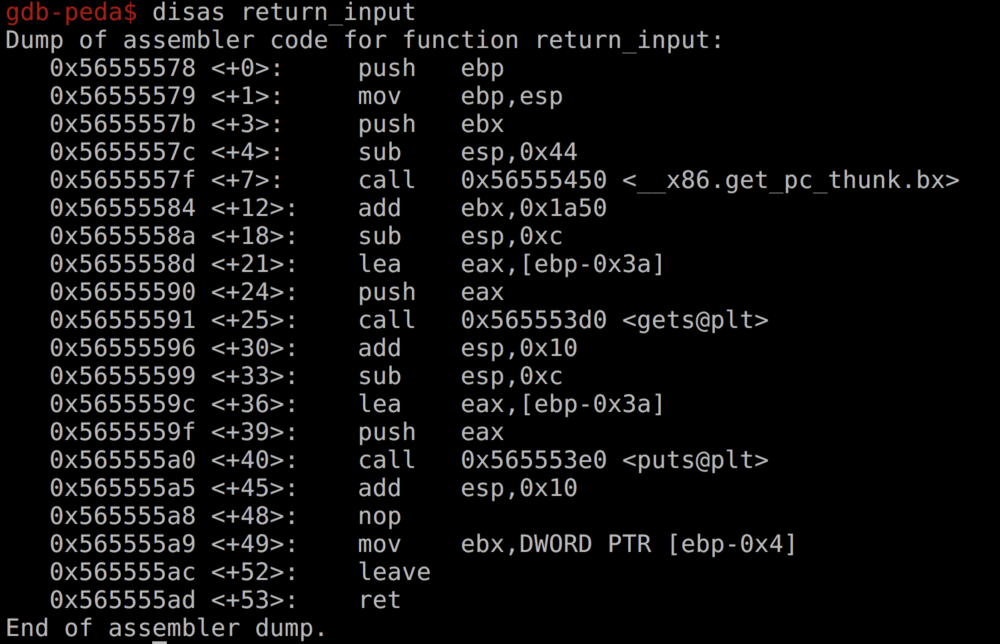 gdb-peda$ disas return_input
Dump of assembler code for function return_input:
   0x56555578 <+0>:     push   ebp
   0x56555579 <+1>:     mov    ebp,esp
   0x5655557b <+3>:     push   ebx
   0x5655557c <+4>:     sub    esp,0x44
   0x5655557f <+7>:     call   0x56555450 <__x86.get_pc_thunk.bx>
   0x56555584 <+12>:    add    ebx,0x1a50
   0x5655558a <+18>:    sub    esp,0xc
   0x5655558d <+21>:    lea    eax,[ebp-0x3a]
   0x56555590 <+24>:    push   eax
   0x56555591 <+25>:    call   0x565553d0 <gets@plt>
   0x56555596 <+30>:    add    esp,0x10
   0x56555599 <+33>:    sub    esp,0xc
   0x5655559c <+36>:    lea    eax,[ebp-0x3a]
   0x5655559f <+39>:    push   eax
   0x565555a0 <+40>:    call   0x565553e0 <puts@plt>
   0x565555a5 <+45>:    add    esp,0x10
   0x565555a8 <+48>:    nop
   0x565555a9 <+49>:    mov    ebx,DWORD PTR [ebp-0x4]
   0x565555ac <+52>:    leave
   0x565555ad <+53>:    ret
End of assembler dump.